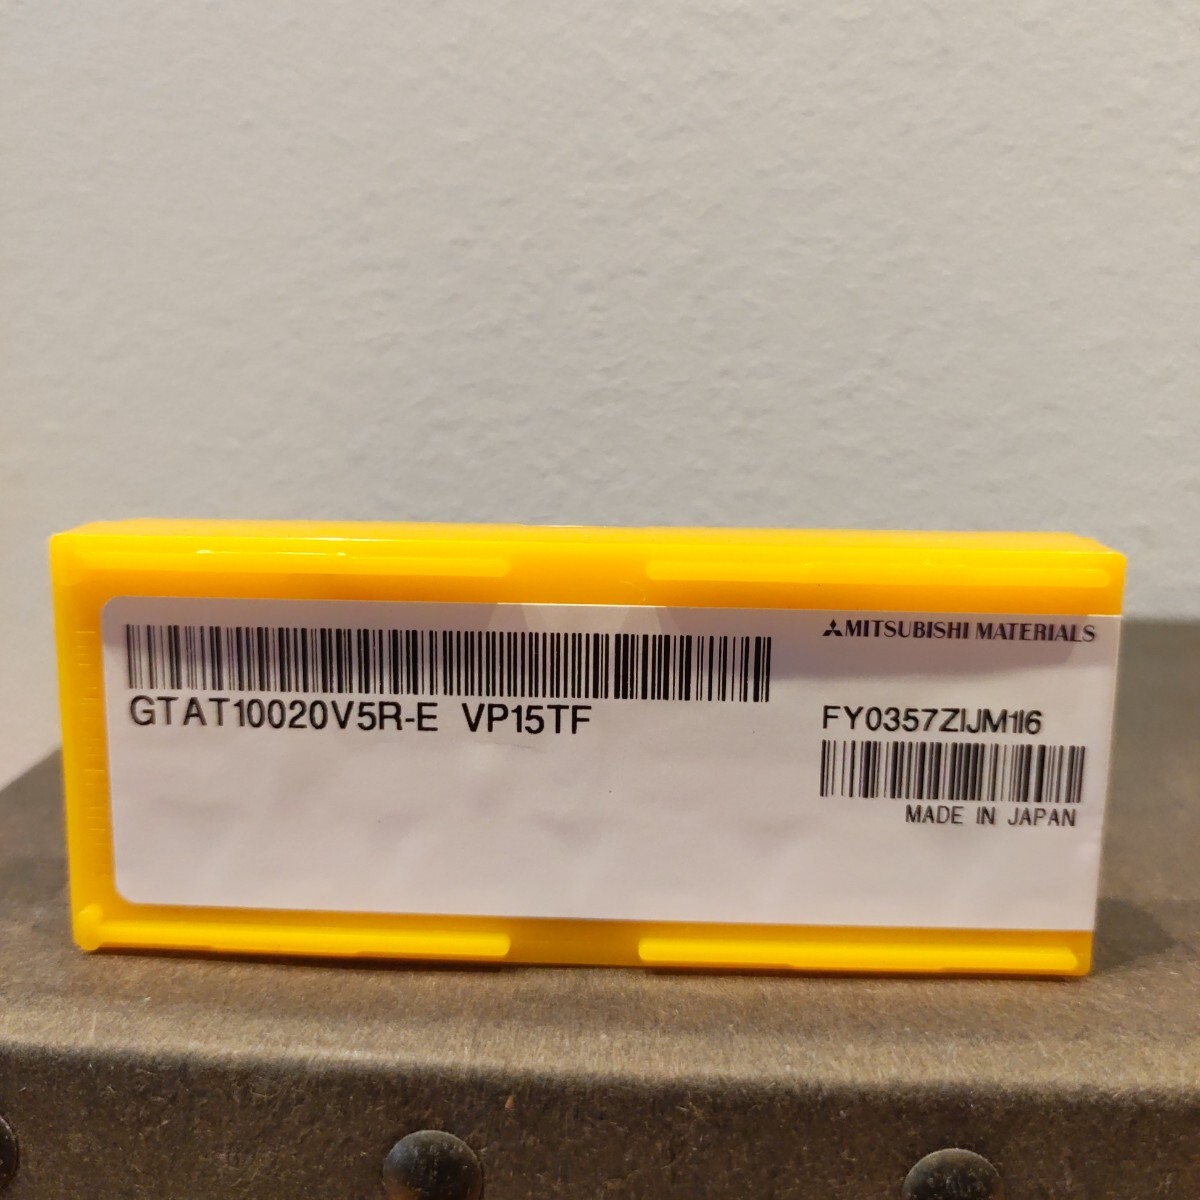 MITSUBISHI MATERIALS
GTAT10020V5R-E VP15TF
FY0357ZIJM1I6
MADE IN JAPAN